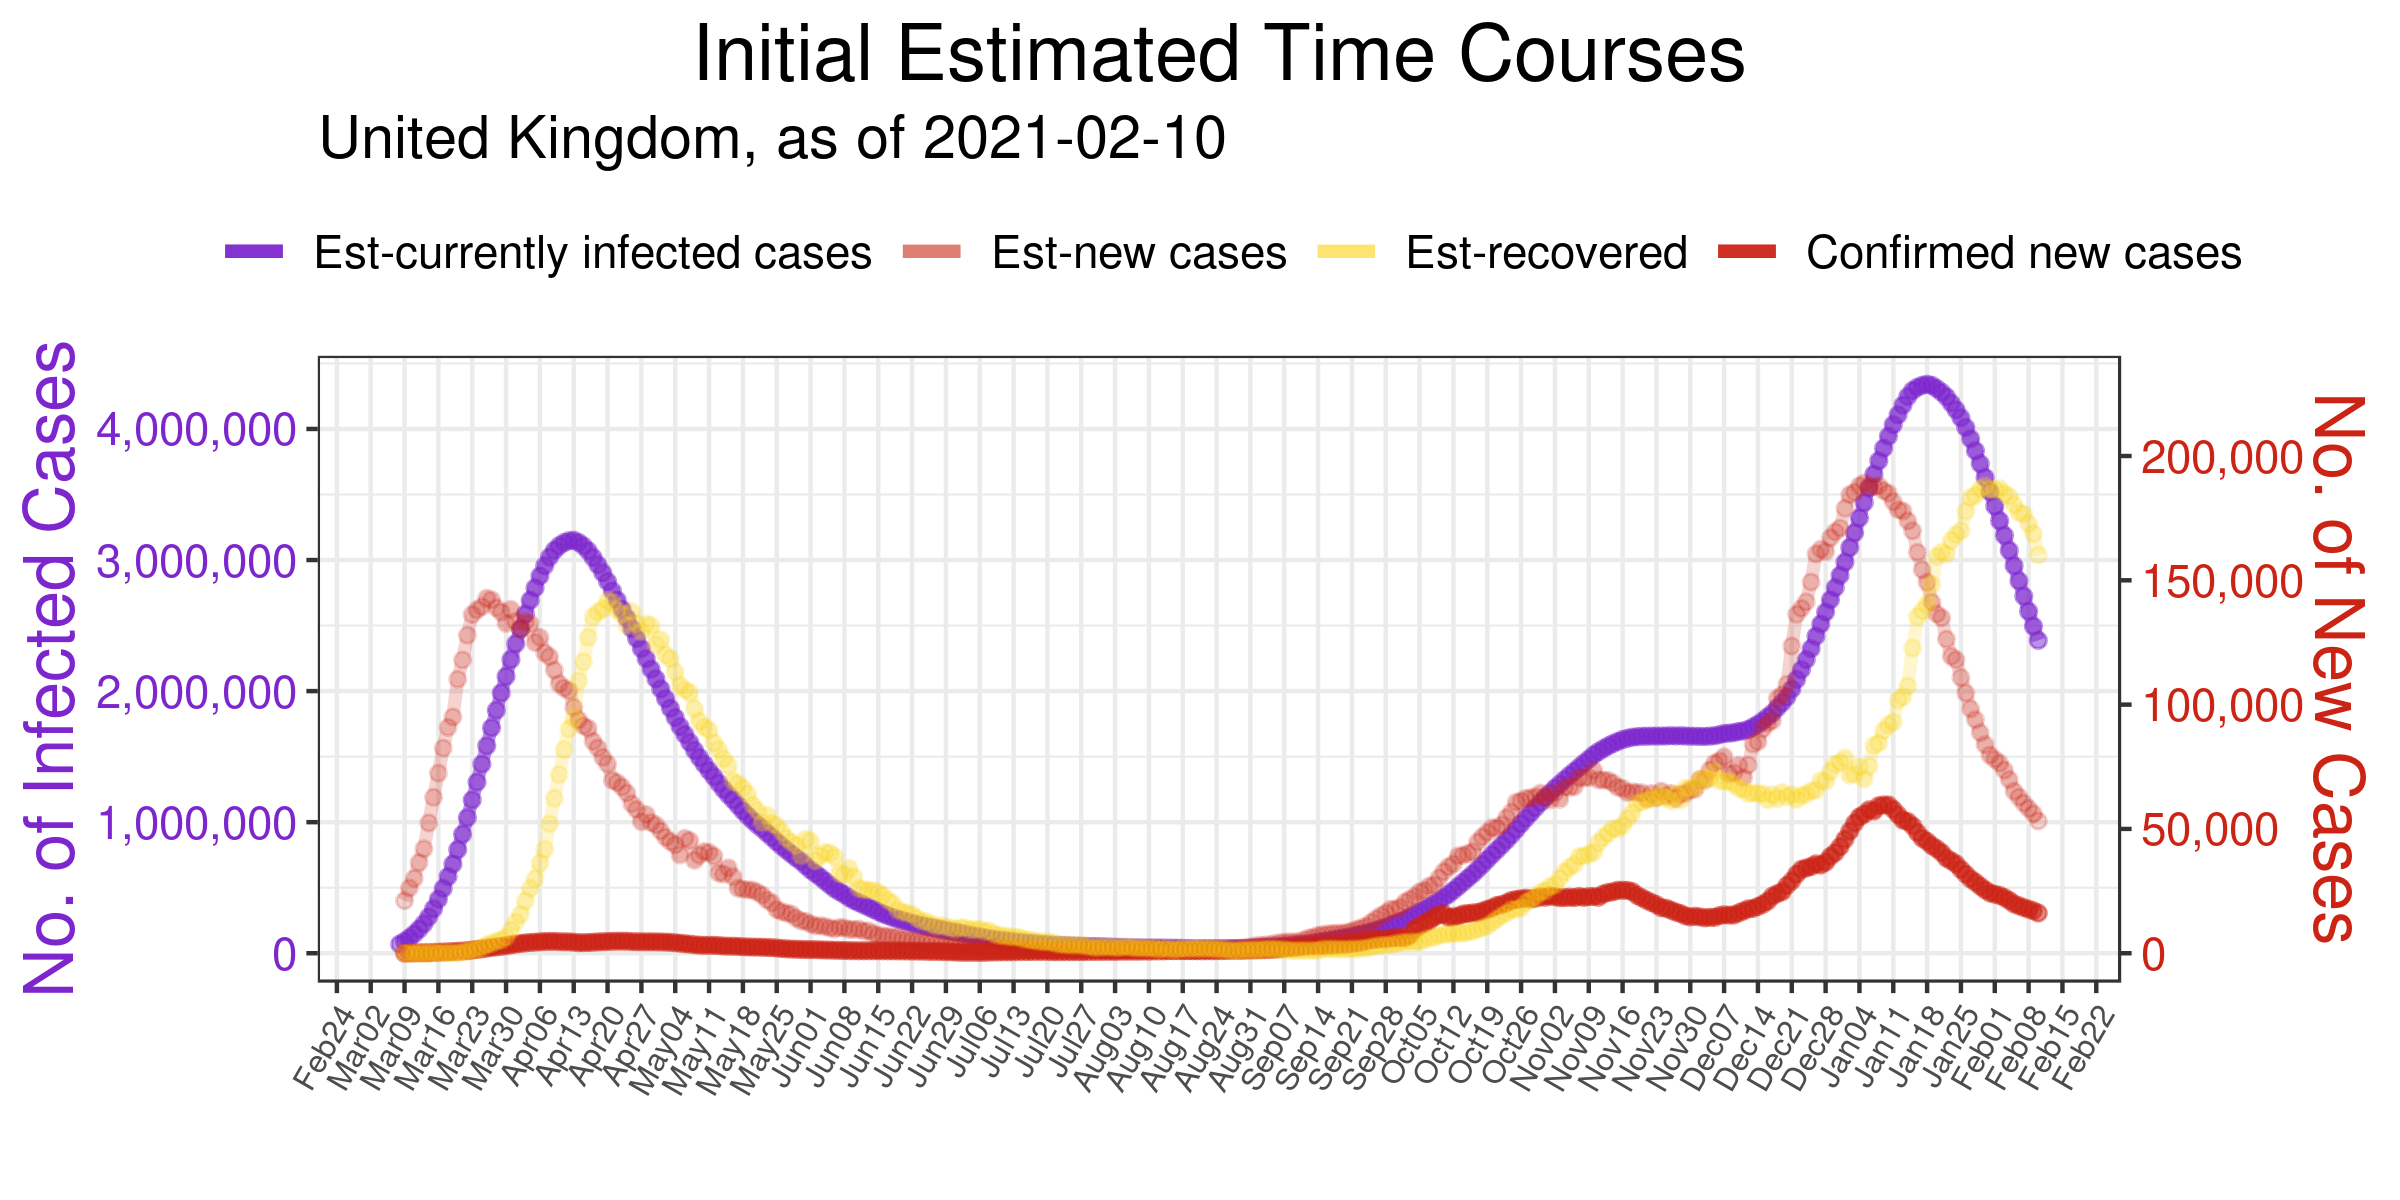 Initial Estimated Time Courses
United Kingdom, as of 2021-02-10
Est-currently infected cases
Est-new cases
Est-recovered
Confirmed new cases
No. of Infected Cases
4,000,000
3,000,000
2,000,000
1,000,000
0
No. of New Cases
200,000
150,000
100,000
50,000
0
Feb24
Mar02
Mar09
Mar16
Mar23
Mar30
Apr06
Apr13
Apr20
Apr27
May04
May11
May18
May25
Jun01
Jun08
Jun15
Jun22
Jun29
Jul06
Jul13
Jul20
Jul27
Aug03
Aug10
Aug17
Aug24
Aug31
Sep07
Sep14
Sep21
Sep28
Oct05
Oct12
Oct19
Oct26
Nov02
Nov09
Nov16
Nov23
Nov30
Dec07
Dec14
Dec21
Dec28
Jan04
Jan11
Jan18
Jan25
Feb01
Feb08
Feb15
Feb22